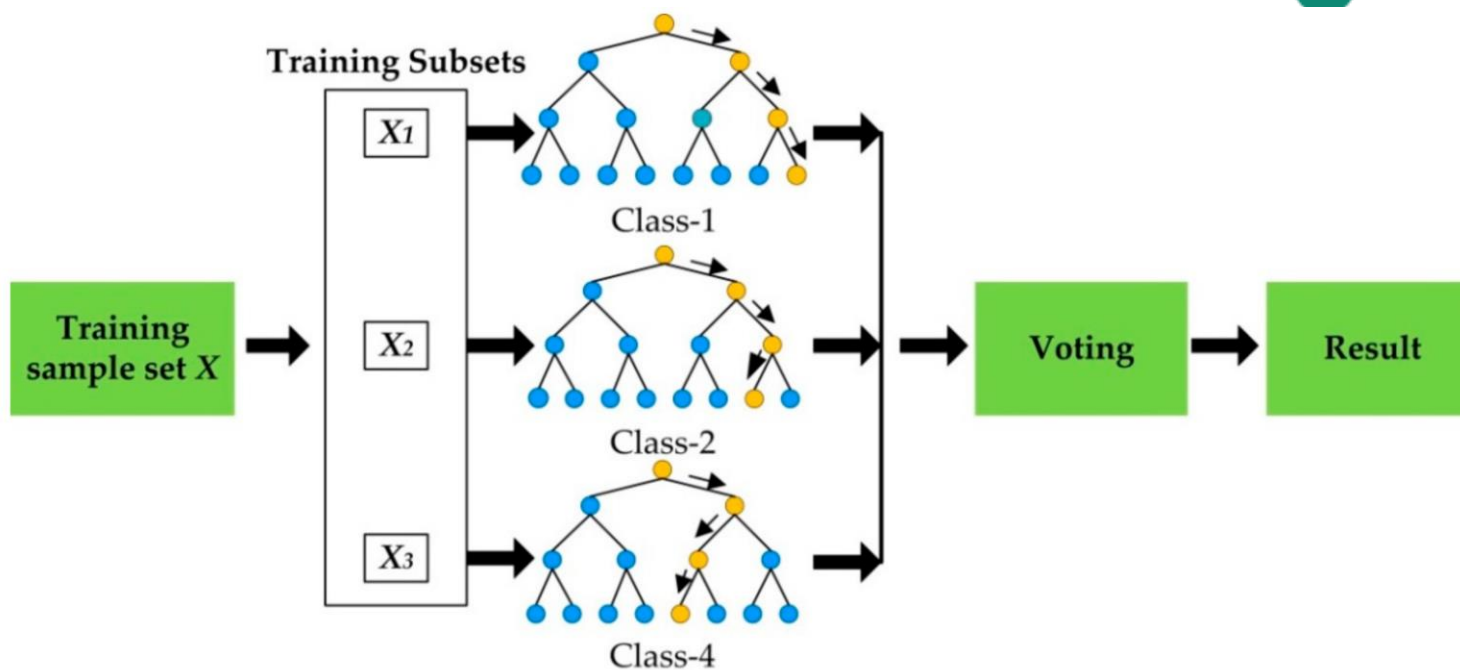 Training Subsets
X1
Class-1
Training
sample set X
X2
Voting
Result
Class-2
X3
Class-4